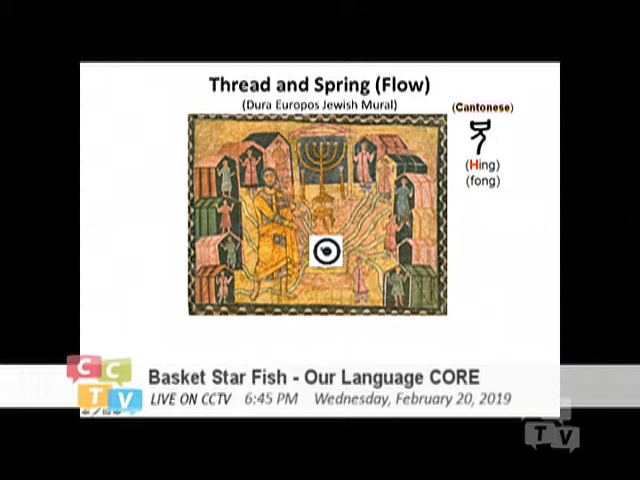 Thread and Spring (Flow)
(Dura Europos Jewish Mural)
(Cantonese)
(Hing)
(fong)
CC
TV
Basket Star Fish - Our Language CORE
LIVE ON CCTV 6:45 PM Wednesday, February 20, 2019
TV